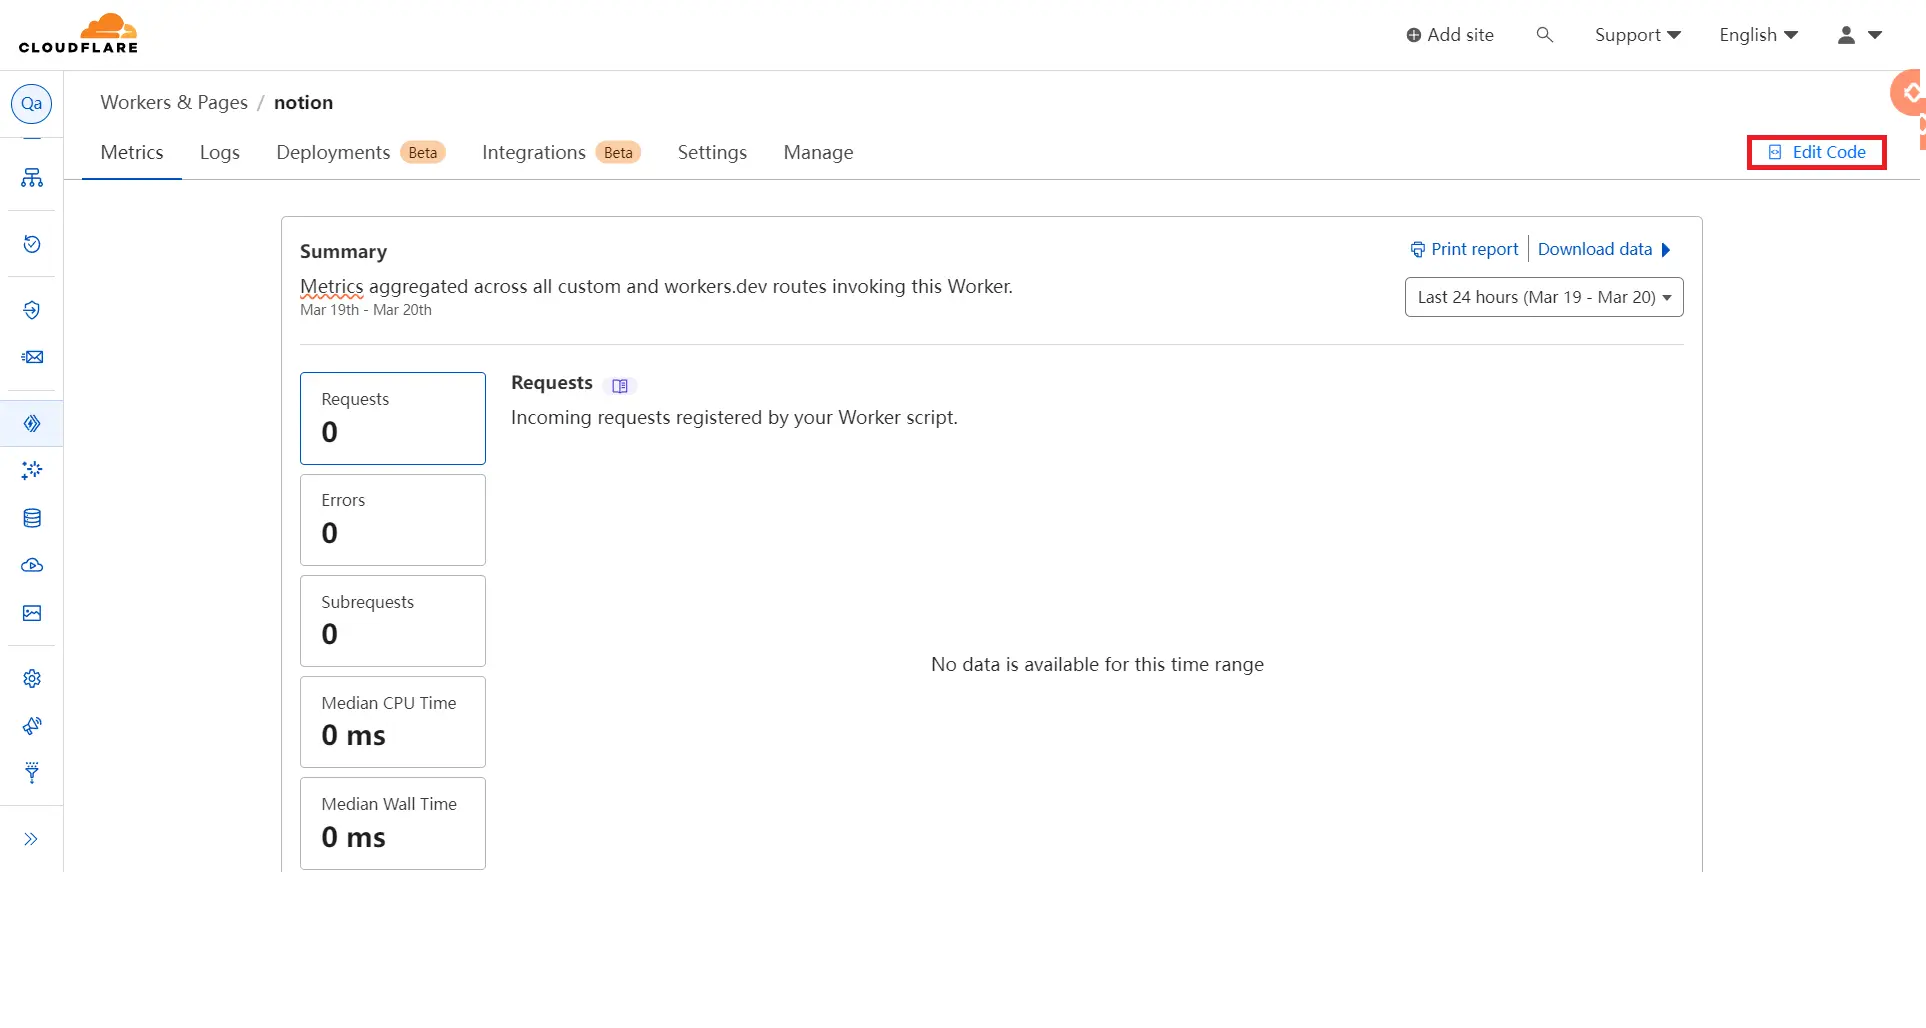 CLOUDFLARE
Add site
Support
English
Qa
Workers & Pages / notion
Metrics
Logs
Deployments Beta
Integrations Beta
Settings
Manage
Edit Code
Summary
Print report
Download data
Metrics aggregated across all custom and workers.dev routes invoking this Worker.
Mar 19th - Mar 20th
Last 24 hours (Mar 19 - Mar 20)
Requests
0
Requests
Incoming requests registered by your Worker script.
Errors
0
Subrequests
0
No data is available for this time range
Median CPU Time
0 ms
Median Wall Time
0 ms